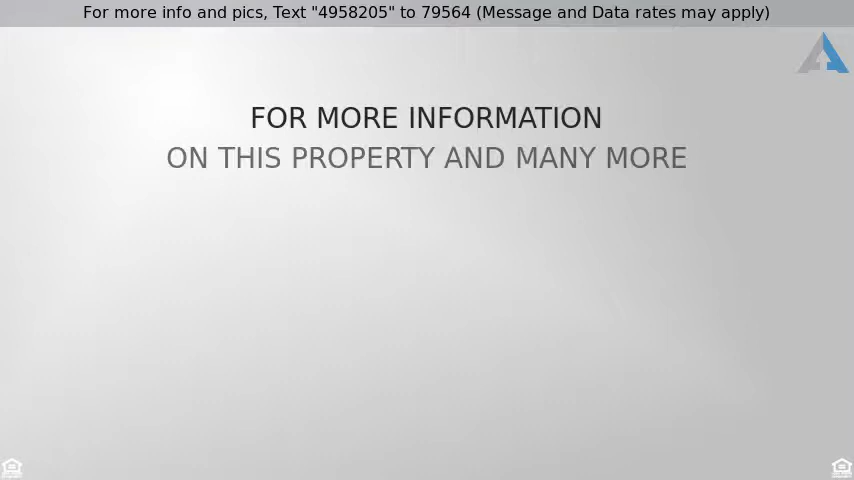 For more info and pics, Text "4958205" to 79564 (Message and Data rates may apply)
FOR MORE INFORMATION
ON THIS PROPERTY AND MANY MORE